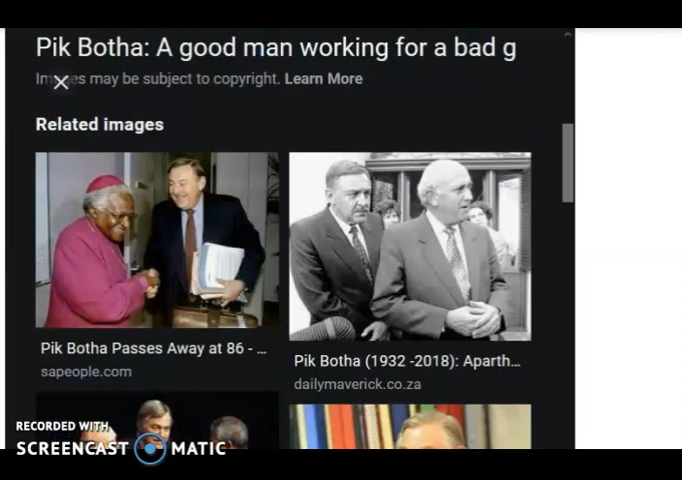 Pik Botha: A good man working for a bad g
Images may be subject to copyright. Learn More
Related images
Pik Botha Passes Away at 86 - ...
sapeople.com
Pik Botha (1932 -2018): Aparth...
dailymaverick.co.za
RECORDED WITH
SCREENCAST MATIC